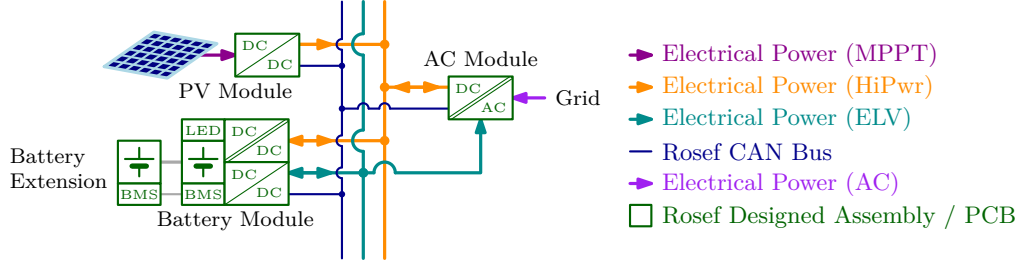 DC
DC
PV Module
AC Module
DC
AC
Grid
LED
DC
DC
Battery
Extension
DC
DC
BMS
BMS
Battery Module
Electrical Power (MPPT)
Electrical Power (HiPwr)
Electrical Power (ELV)
Rosef CAN Bus
Electrical Power (AC)
Rosef Designed Assembly / PCB